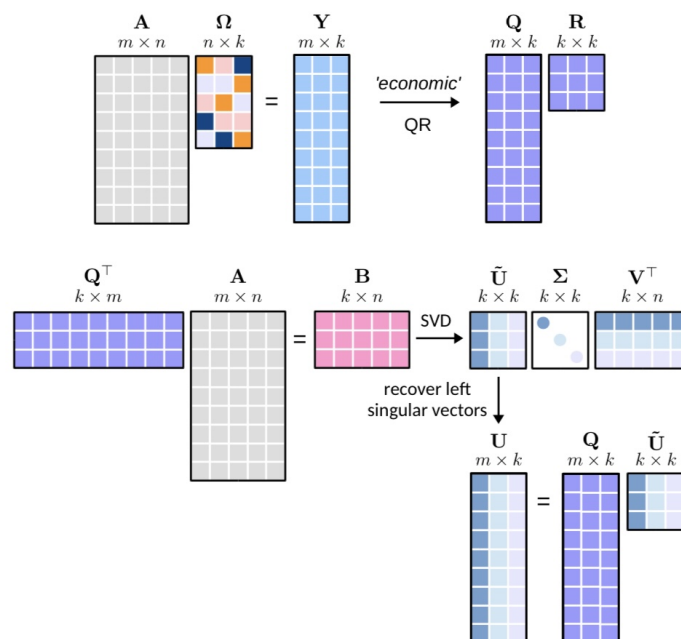 A Ω Y Q R
m × n n × k m × k m × k k × k
= 'economic'
QR
Q⊤ A B Ũ Σ V⊤
k × m m × n k × n k × k k × k k × n
= SVD
recover left
singular vectors
U Q Ũ
m × k m × k k × k
=